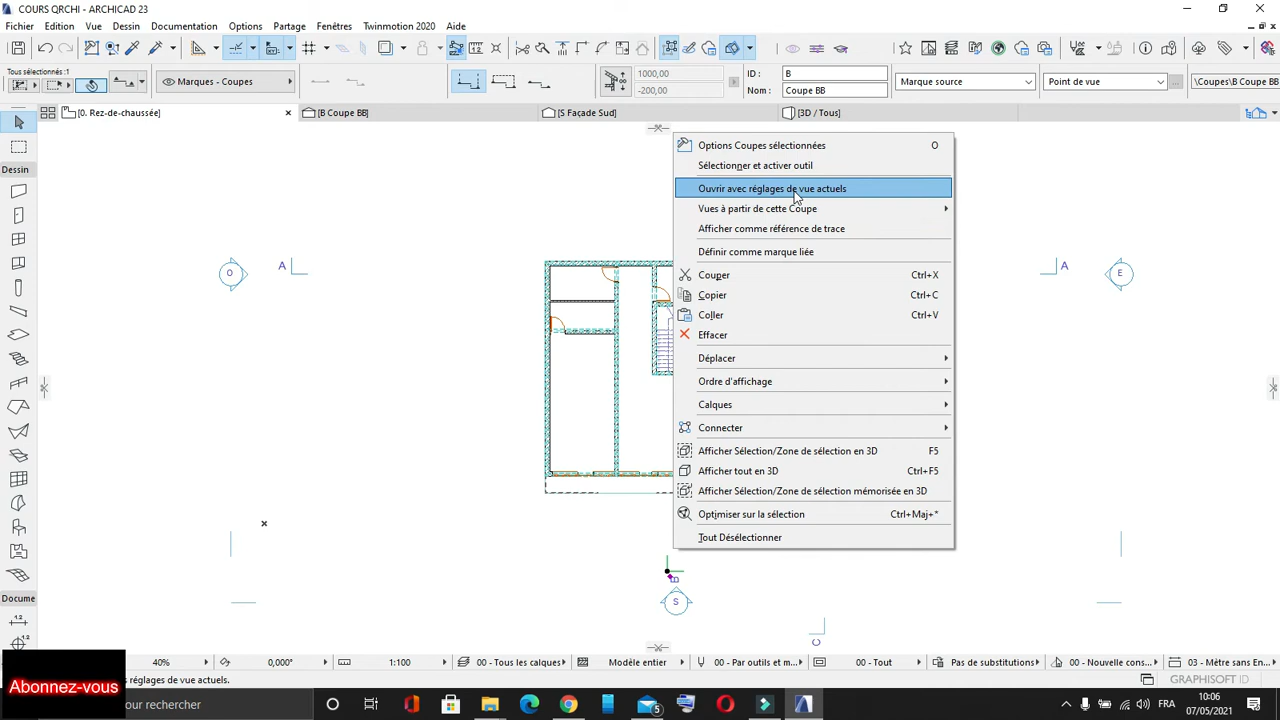 COURS QRCHI - ARCHICAD 23
Fichier Edition Vue Dessin Documentation Options Partage Fenêtres Twinmotion 2020 Aide
Tous sélectionnés :1
Marques - Coupes
1000,00
-200,00
ID : B
Nom : Coupe BB
Marque source
Point de vue
\Coupes\B Coupe BB
[0. Rez-de-chaussée]
[B Coupe BB]
[S Façade Sud]
[3D / Tous]
Dessin
Options Coupes sélectionnées O
Sélectionner et activer outil
Ouvrir avec réglages de vue actuels
Vues à partir de cette Coupe
Afficher comme référence de trace
Définir comme marque liée
Couper Ctrl+X
Copier Ctrl+C
Coller Ctrl+V
Effacer
Déplacer
Ordre d'affichage
Calques
Connecter
Afficher Sélection/Zone de sélection en 3D F5
Afficher tout en 3D Ctrl+F5
Afficher Sélection/Zone de sélection mémorisée en 3D
Optimiser sur la sélection Ctrl+Maj+*
Tout Désélectionner
O
A
A
E
B
S
C
Docume
1.2
1.2
40%
0,000°
1:100
00 - Tous les calques
Modèle entier
00 - Par outils et m...
00 - Tout
Pas de substitutions
00 - Nouvelle cons...
03 - Mètre sans En...
s réglages de vue actuels.
GRAPHISOFT ID
Abonnez-vous
pour rechercher
5
FRA
10:06
07/05/2021